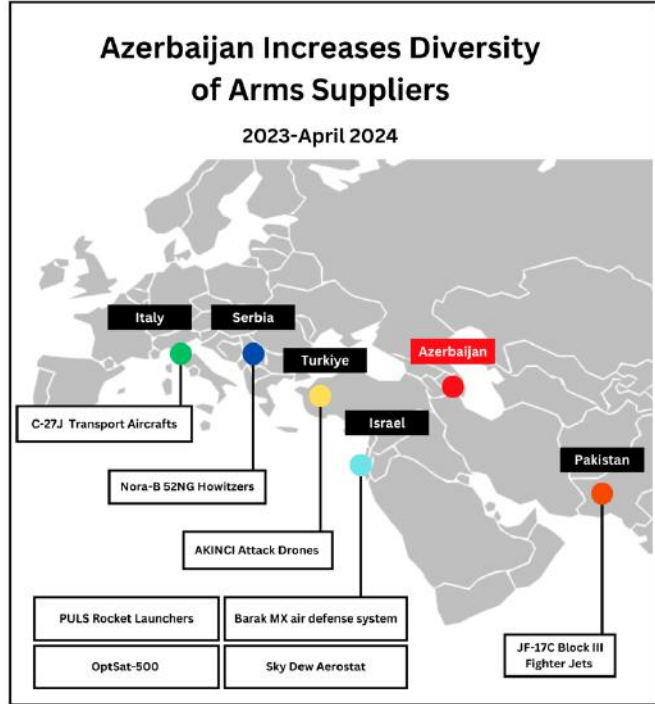 Azerbaijan Increases Diversity
of Arms Suppliers
2023-April 2024
Italy
Serbia
Turkiye
Azerbaijan
Israel
Pakistan
C-27J Transport Aircrafts
Nora-B 52NG Howitzers
AKINCI Attack Drones
PULS Rocket Launchers
Barak MX air defense system
OptSat-500
Sky Dew Aerostat
JF-17C Block III
Fighter Jets